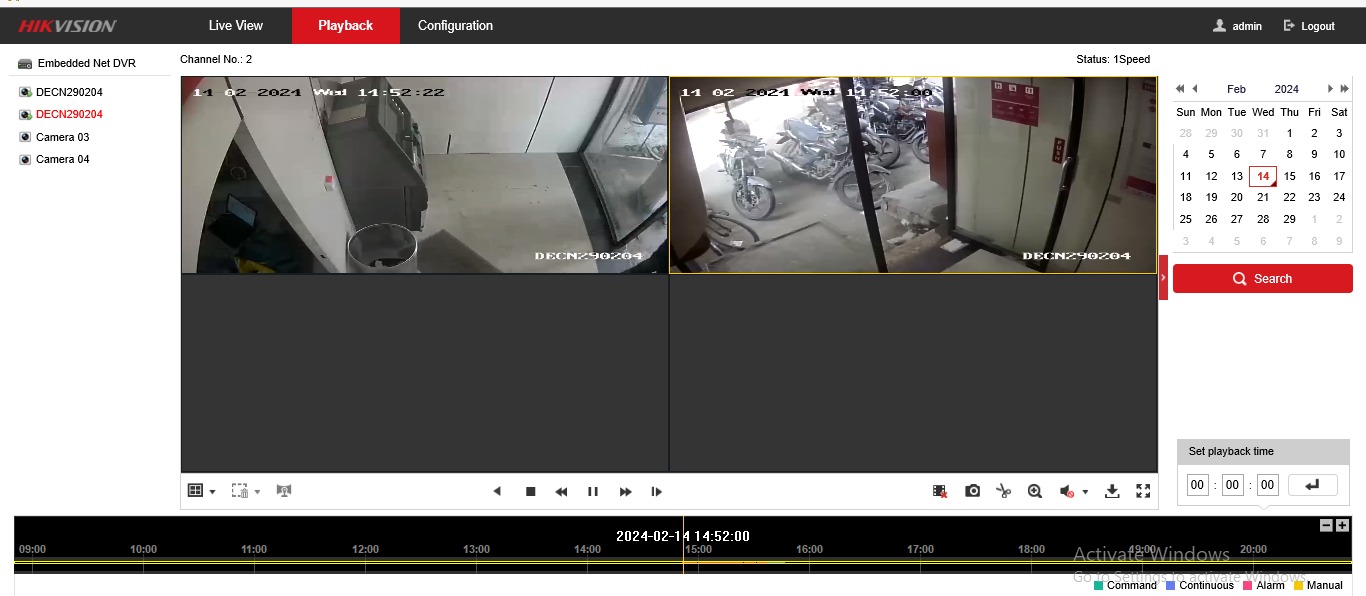 HIKVISION Live View Playback Configuration admin Logout
Embedded Net DVR
DECN290204
DECN290204
Camera 03
Camera 04
Channel No.: 2 Status: 1Speed
14-02-2024 Wed 14:52:22
DECN290204
14-02-2024 Wed 14:52:00
PUSH
DECN290204
Feb 2024
Sun Mon Tue Wed Thu Fri Sat
28 29 30 31 1 2 3
4 5 6 7 8 9 10
11 12 13 14 15 16 17
18 19 20 21 22 23 24
25 26 27 28 29 1 2
3 4 5 6 7 8 9
Search
Set playback time
00 : 00 : 00
2024-02-14 14:52:00
09:00 10:00 11:00 12:00 13:00 14:00 15:00 16:00 17:00 18:00 19:00 20:00
Activate Windows
Go to Settings to activate Windows.
Command Continuous Alarm Manual